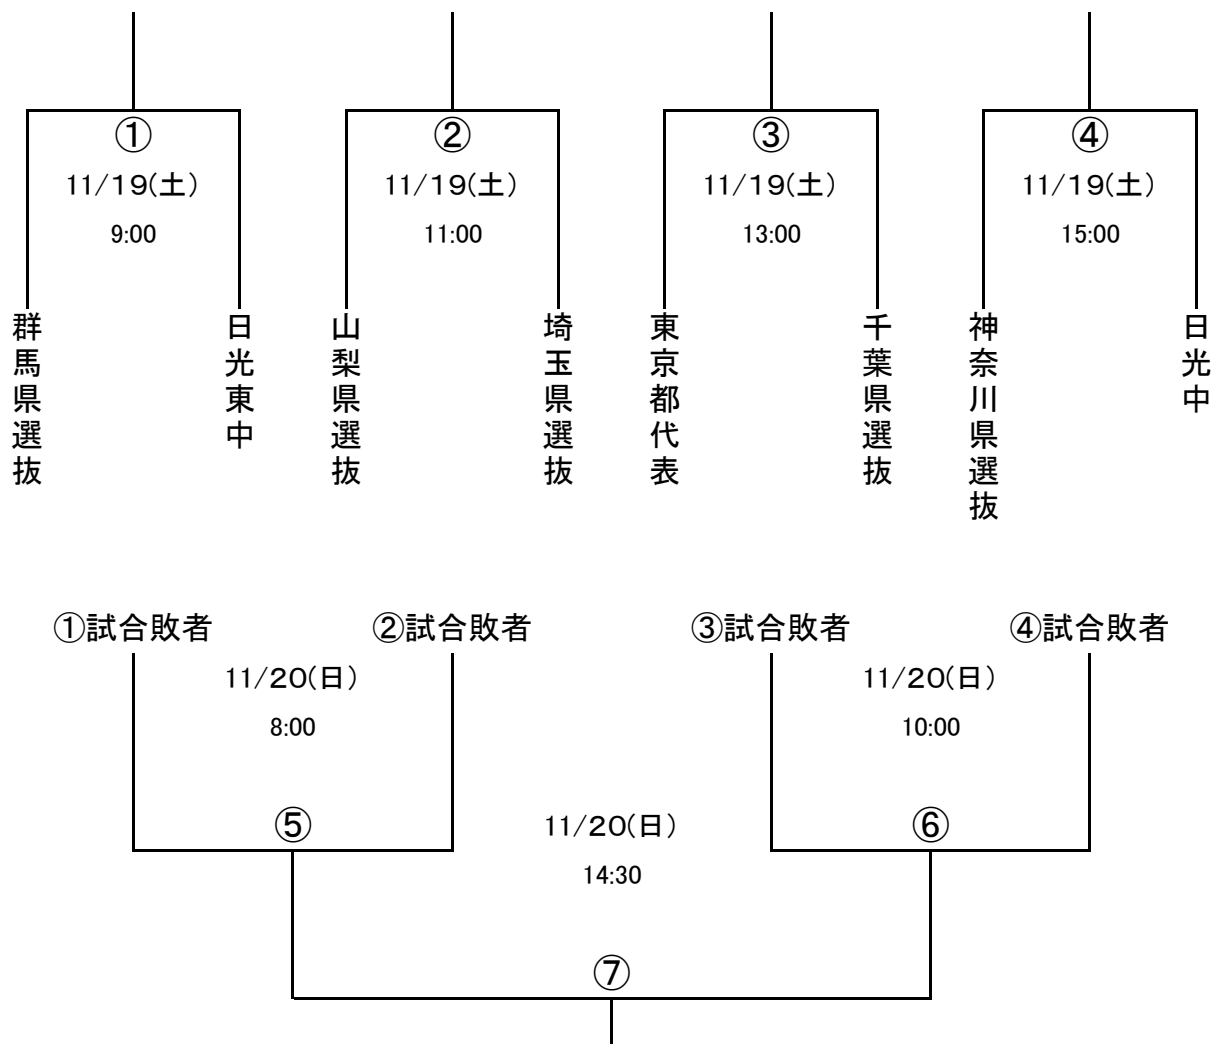 ①
②
③
④
11/19(土)
11/19(土)
11/19(土)
11/19(土)
9:00
11:00
13:00
15:00
群馬県選抜
日光東中
山梨県選抜
埼玉県選抜
東京都代表
千葉県選抜
神奈川県選抜
日光中
①試合敗者
②試合敗者
③試合敗者
④試合敗者
11/20(日)
11/20(日)
8:00
10:00
⑤
11/20(日)
⑥
14:30
⑦